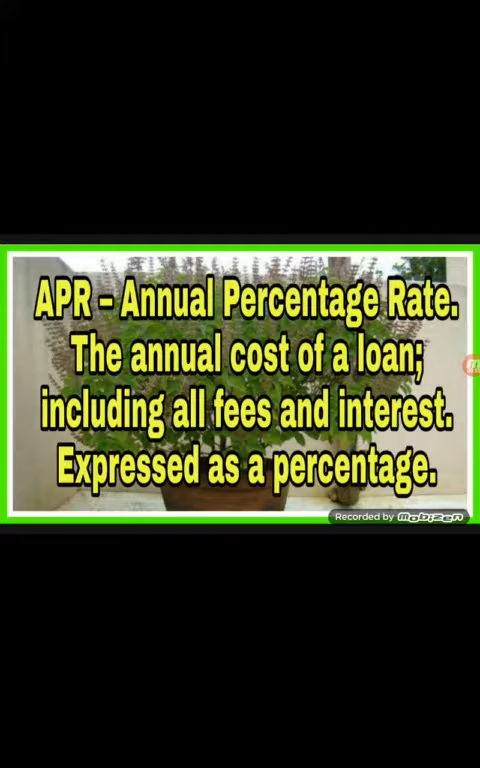 APR – Annual Percentage Rate.
The annual cost of a loan;
including all fees and interest.
Expressed as a percentage.
Recorded by mobizen